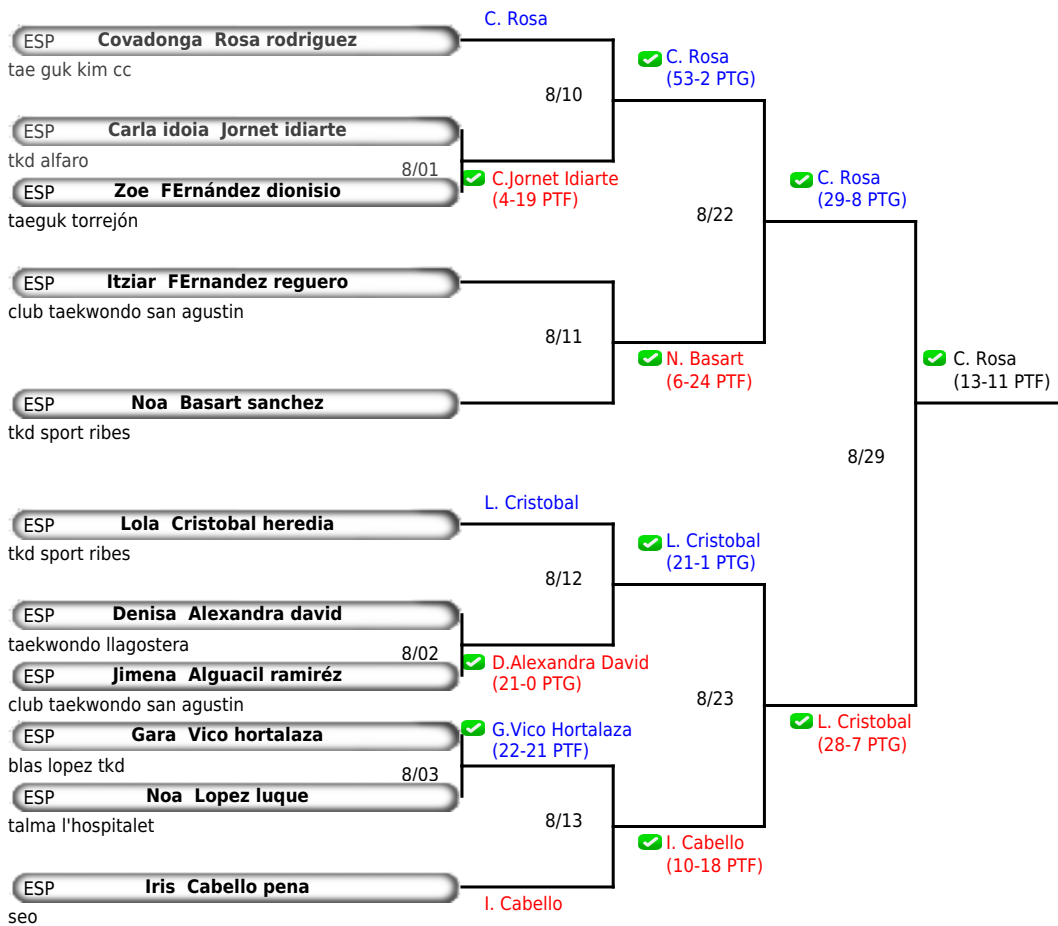 C. Rosa
ESP Covadonga Rosa rodriguez
tae guk kim cc
C. Rosa
(53-2 PTG)
8/10
ESP Carla idoia Jornet idiarte
tkd alfaro
8/01
C.Jornet Idiarte
(4-19 PTF)
ESP Zoe FErnández dionisio
taeguk torrejón
C. Rosa
(29-8 PTG)
8/22
ESP Itziar FErnandez reguero
club taekwondo san agustin
8/11
N. Basart
(6-24 PTF)
C. Rosa
(13-11 PTF)
ESP Noa Basart sanchez
tkd sport ribes
8/29
L. Cristobal
ESP Lola Cristobal heredia
tkd sport ribes
L. Cristobal
(21-1 PTG)
8/12
ESP Denisa Alexandra david
taekwondo llagostera
8/02
D.Alexandra David
(21-0 PTG)
ESP Jimena Alguacil ramiréz
club taekwondo san agustin
8/23
L. Cristobal
(28-7 PTG)
ESP Gara Vico hortalaza
blas lopez tkd
G.Vico Hortalaza
(22-21 PTF)
8/03
ESP Noa Lopez luque
talma l'hospitalet
8/13
I. Cabello
(10-18 PTF)
ESP Iris Cabello pena
seo
I. Cabello